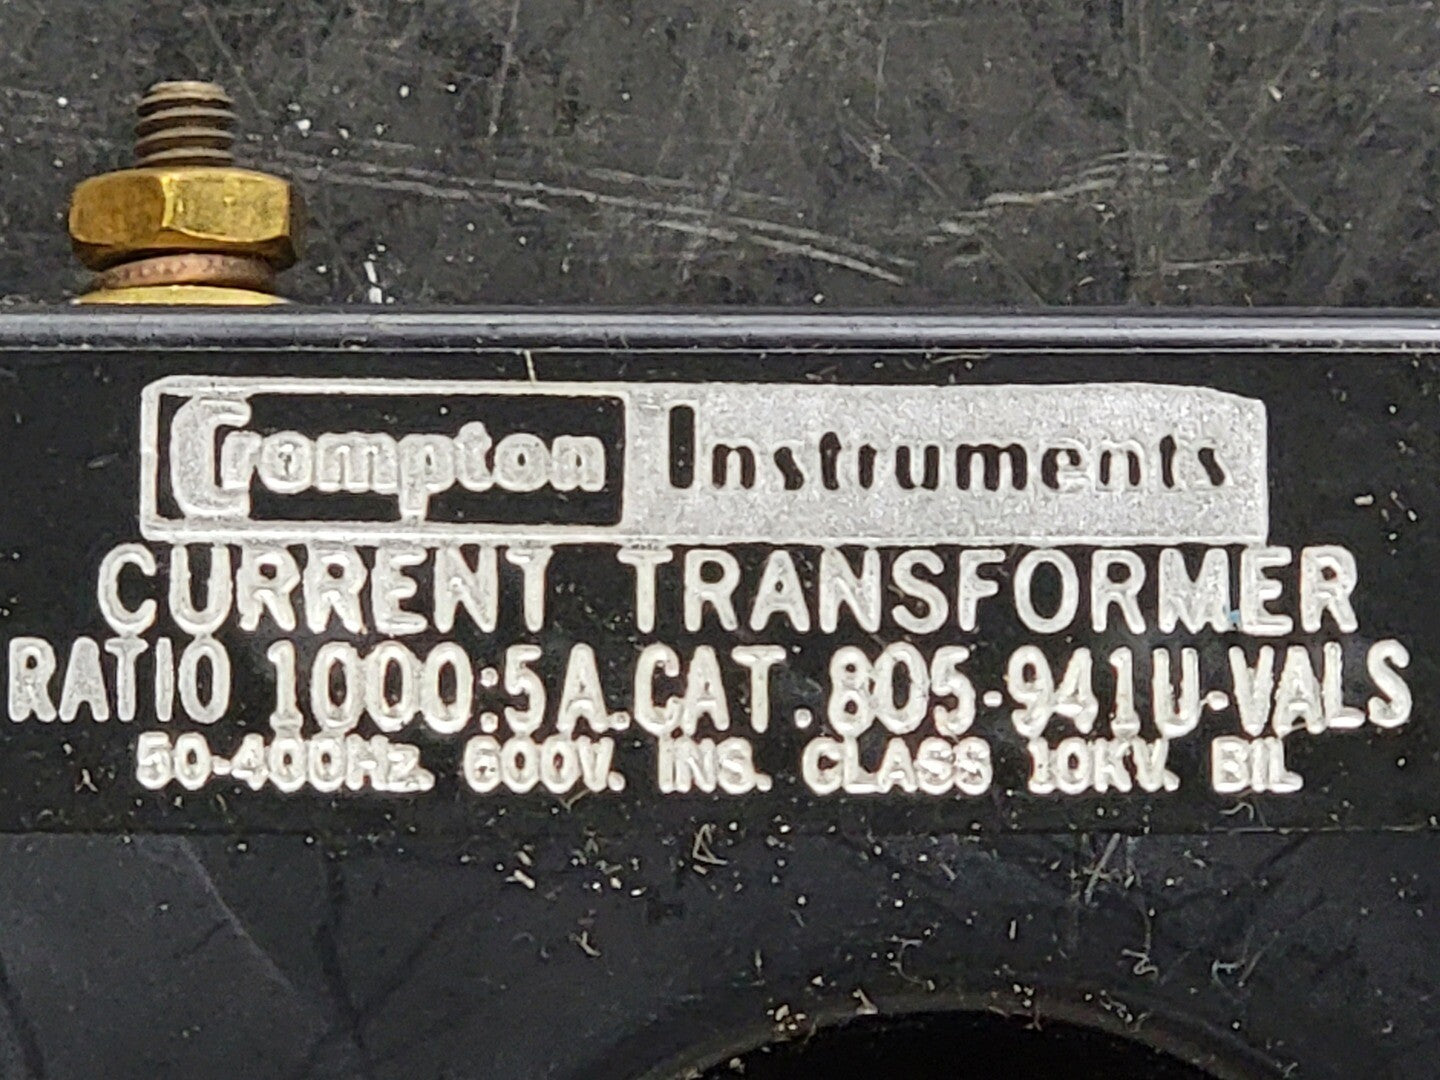 Crompton Instruments
CURRENT TRANSFORMER
RATIO 1000:5A.CAT.805-941U-VALS
50-400Hz. 600V. INS. CLASS 10KV. BIL